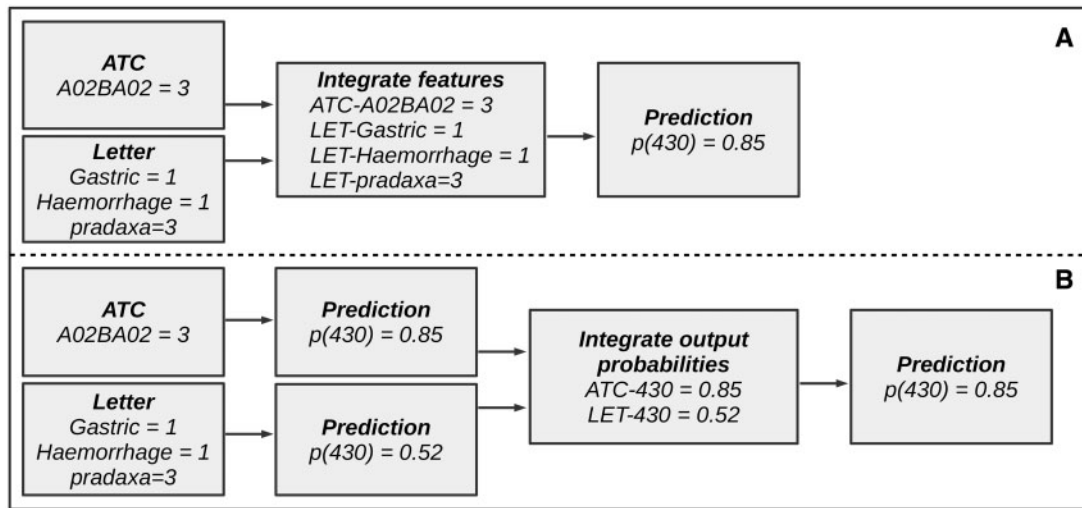 A
ATC
A02BA02 = 3
Letter
Gastric = 1
Haemorrhage = 1
pradaxa=3
Integrate features
ATC-A02BA02 = 3
LET-Gastric = 1
LET-Haemorrhage = 1
LET-pradaxa=3
Prediction
p(430) = 0.85
B
ATC
A02BA02 = 3
Letter
Gastric = 1
Haemorrhage = 1
pradaxa=3
Prediction
p(430) = 0.85
Prediction
p(430) = 0.52
Integrate output
probabilities
ATC-430 = 0.85
LET-430 = 0.52
Prediction
p(430) = 0.85